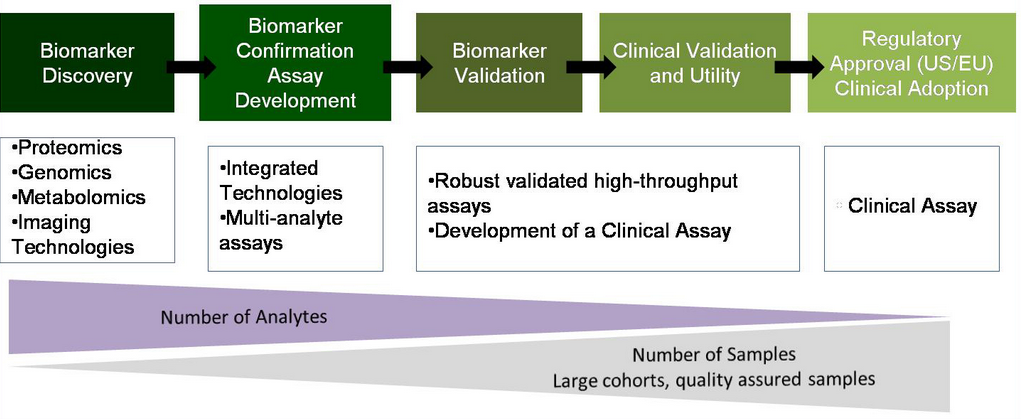 Biomarker
Discovery
Biomarker
Confirmation
Assay
Development
Biomarker
Validation
Clinical Validation
and Utility
Regulatory
Approval (US/EU)
Clinical Adoption
•Proteomics
•Genomics
•Metabolomics
•Imaging
Technologies
•Integrated
Technologies
•Multi-analyte
assays
•Robust validated high-throughput
assays
•Development of a Clinical Assay
Clinical Assay
Number of Analytes
Number of Samples
Large cohorts, quality assured samples